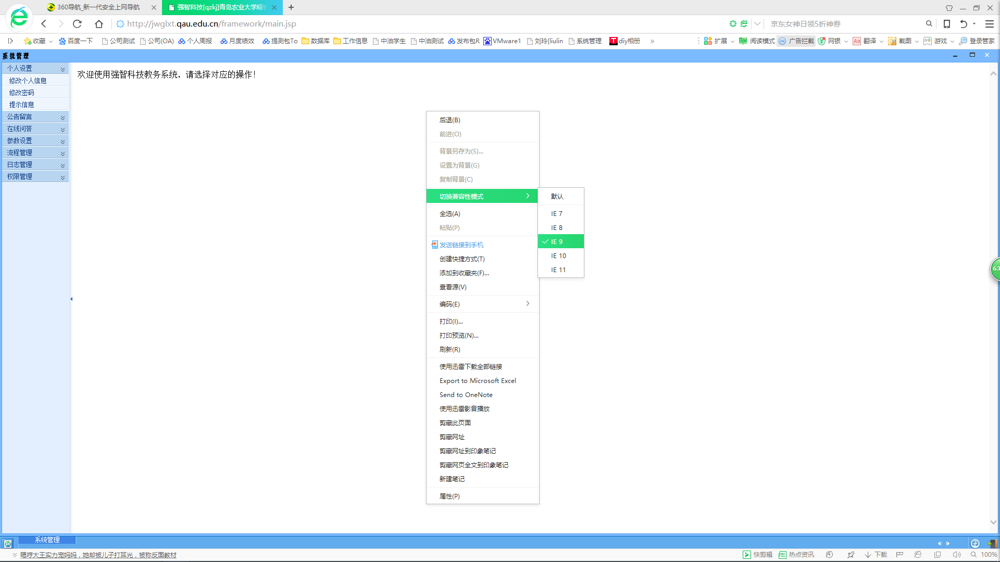 360导航_新一代安全上网导航
强智科技[qzkj]青岛农业大学综合
http://jwglxt.qau.edu.cn/framework/main.jsp
京东女神日领5折神券
收藏 百度一下 公司测试 公司(OA) 个人周报 月度绩效 提测包To 数据库 工作信息 中油学生 中油测试 发布包R VMware1 刘玲[liulin 系统管理 diy相册 » 扩展 阅读模式 广告拦截 网银 翻译 截图 游戏 登录管家
系统管理
个人设置
修改个人信息
修改密码
提示信息
公告留言
在线问答
参数设置
流程管理
日志管理
权限管理
欢迎使用强智科技教务系统，请选择对应的操作！
后退(B)
前进(O)
背景另存为(S)...
设置为背景(G)
复制背景(C)
切换兼容性模式
全选(A)
粘贴(P)
发送链接到手机
创建快捷方式(T)
添加到收藏夹(F)...
查看源(V)
编码(E)
打印(I)...
打印预览(N)...
刷新(R)
使用迅雷下载全部链接
Export to Microsoft Excel
Send to OneNote
使用迅雷影音播放
剪藏此页面
剪藏网址
剪藏网址到印象笔记
剪藏网页全文到印象笔记
新建笔记
属性(P)
默认
IE 7
IE 8
IE 9
IE 10
IE 11
63
系统管理
嗯哼大王实力宠妈妈，她却被儿子打耳光，被称反面教材
快剪辑 热点资讯 下载 100%